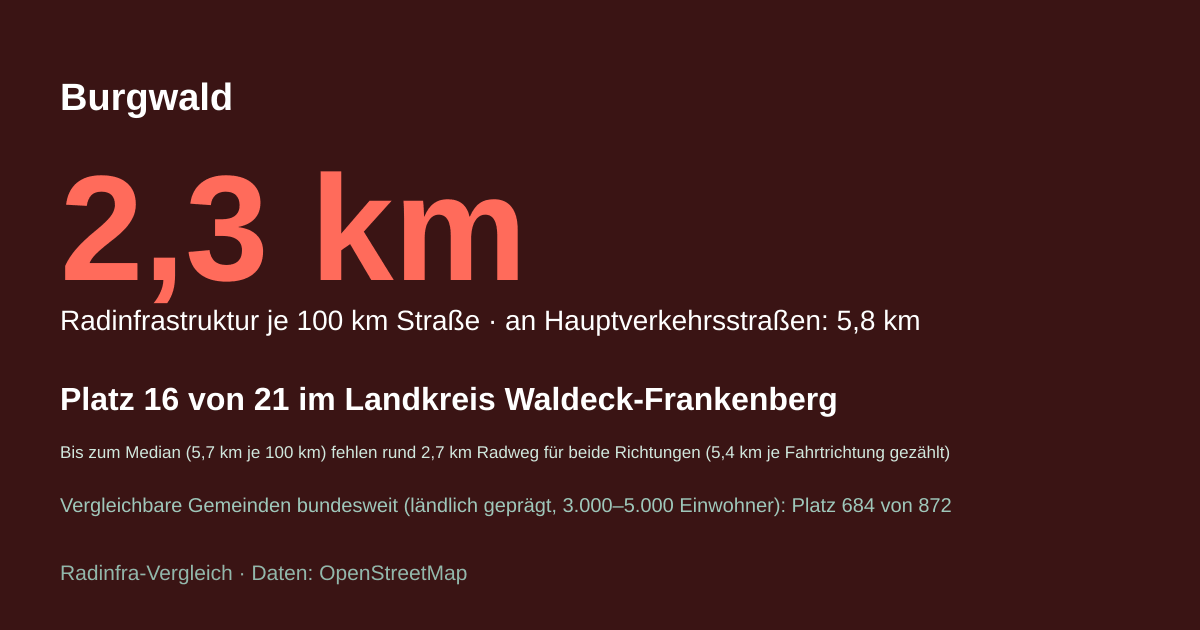 Burgwald
2,3 km
Radinfrastruktur je 100 km Straße · an Hauptverkehrsstraßen: 5,8 km
Platz 16 von 21 im Landkreis Waldeck-Frankenberg
Bis zum Median (5,7 km je 100 km) fehlen rund 2,7 km Radweg für beide Richtungen (5,4 km je Fahrtrichtung gezählt)
Vergleichbare Gemeinden bundesweit (ländlich geprägt, 3.000–5.000 Einwohner): Platz 684 von 872
Radinfra-Vergleich · Daten: OpenStreetMap